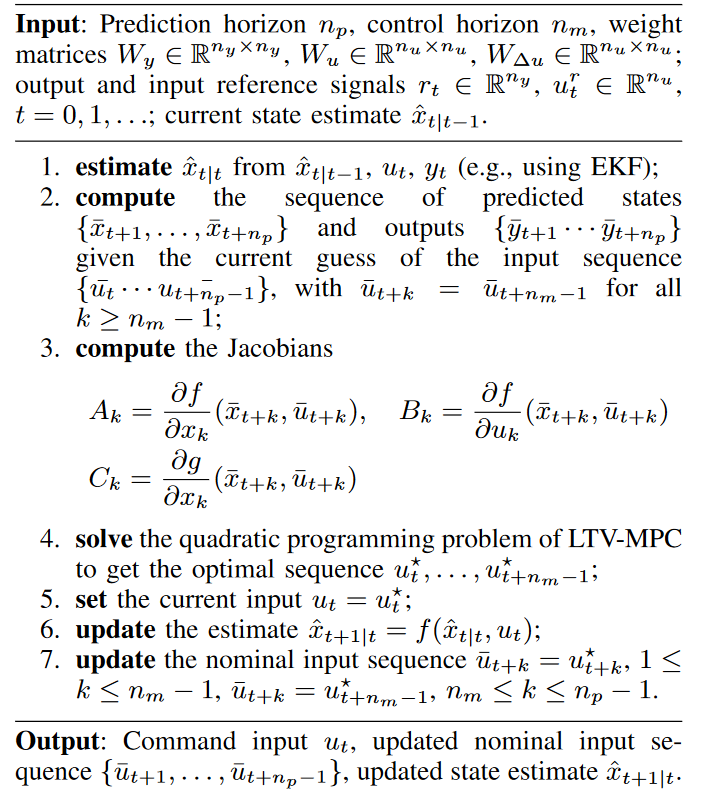 Input: Prediction horizon $n_p$, control horizon $n_m$, weight
matrices $W_y \in \mathbb{R}^{n_y \times n_y}$, $W_u \in \mathbb{R}^{n_u \times n_u}$, $W_{\Delta u} \in \mathbb{R}^{n_u \times n_u}$;
output and input reference signals $r_t \in \mathbb{R}^{n_y}$, $u_t^r \in \mathbb{R}^{n_u}$,
$t = 0, 1, \ldots$; current state estimate $\hat{x}_{t|t-1}$.
1. estimate $\hat{x}_{t|t}$ from $\hat{x}_{t|t-1}$, $u_t$, $y_t$ (e.g., using EKF);
2. compute the sequence of predicted states
$\{\bar{x}_{t+1}, \ldots, \bar{x}_{t+n_p}\}$ and outputs $\{\bar{y}_{t+1} \cdots \bar{y}_{t+n_p}\}$
given the current guess of the input sequence
$\{\bar{u_t} \cdots \bar{u_{t+n_p-1}}\}$, with $\bar{u}_{t+k} = \bar{u}_{t+n_m-1}$ for all
$k \geq n_m - 1$;
3. compute the Jacobians
$A_k = \frac{\partial f}{\partial x_k}(\bar{x}_{t+k}, \bar{u}_{t+k}), \quad B_k = \frac{\partial f}{\partial u_k}(\bar{x}_{t+k}, \bar{u}_{t+k})$
$C_k = \frac{\partial g}{\partial x_k}(\bar{x}_{t+k}, \bar{u}_{t+k})$
4. solve the quadratic programming problem of LTV-MPC
to get the optimal sequence $u_t^\star, \ldots, u_{t+n_m-1}^\star$;
5. set the current input $u_t = u_t^\star$;
6. update the estimate $\hat{x}_{t+1|t} = f(\hat{x}_{t|t}, u_t)$;
7. update the nominal input sequence $\bar{u}_{t+k} = u_{t+k}^\star$, $1 \leq$
$k \leq n_m - 1$, $\bar{u}_{t+k} = u_{t+n_m-1}^\star$, $n_m \leq k \leq n_p - 1$.
Output: Command input $u_t$, updated nominal input se-
quence $\{\bar{u}_{t+1}, \ldots, \bar{u}_{t+n_p-1}\}$, updated state estimate $\hat{x}_{t+1|t}$.